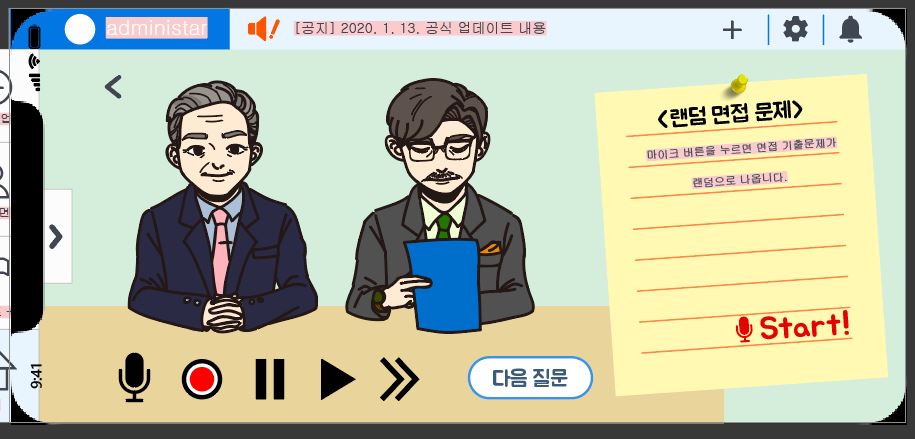 administar
[공지] 2020. 1. 13. 공식 업데이트 내용
<랜덤 면접 문제>
마이크 버튼을 누르면 면접 기출문제가
랜덤으로 나옵니다.
Start!
다음 질문
9:41